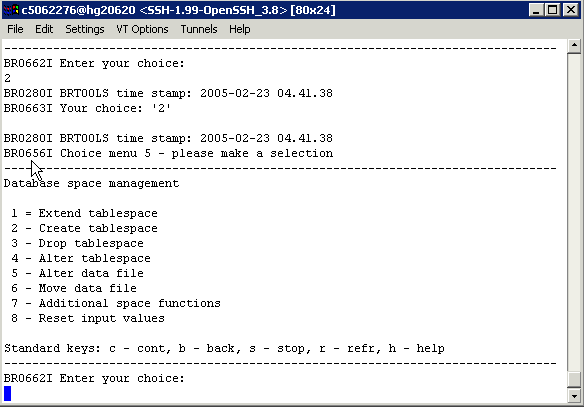 c5062276@hg20620 <SSH-1.99-OpenSSH_3.8> [80x24]
File Edit Settings VT Options Tunnels Help
-------------------------------------------------------------------------------
BR0662I Enter your choice:
2
BR0280I BRTOOLS time stamp: 2005-02-23 04.41.38
BR0663I Your choice: '2'
BR0280I BRTOOLS time stamp: 2005-02-23 04.41.38
BR0656I Choice menu 5 - please make a selection
-------------------------------------------------------------------------------
Database space management
1 = Extend tablespace
2 - Create tablespace
3 - Drop tablespace
4 - Alter tablespace
5 - Alter data file
6 - Move data file
7 - Additional space functions
8 - Reset input values
Standard keys: c - cont, b - back, s - stop, r - refr, h - help
-------------------------------------------------------------------------------
BR0662I Enter your choice: